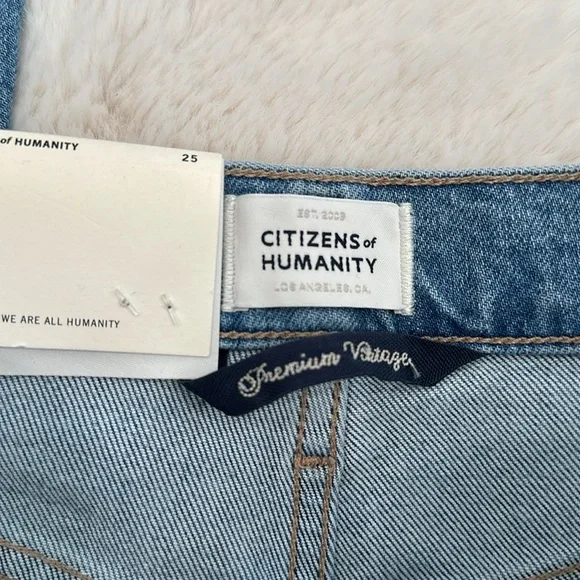 of HUMANITY
25
WE ARE ALL HUMANITY
EST. 2003
CITIZENS of
HUMANITY
LOS ANGELES, CA.
Premium Vintage